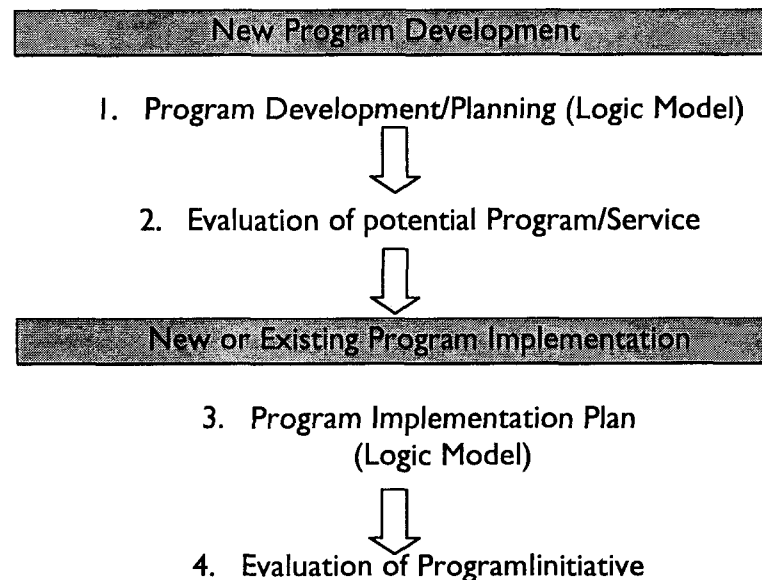 New Program Development
1. Program Development/Planning (Logic Model)
2. Evaluation of potential Program/Service
New or Existing Program Implementation
3. Program Implementation Plan
(Logic Model)
4. Evaluation of Programlinitiative